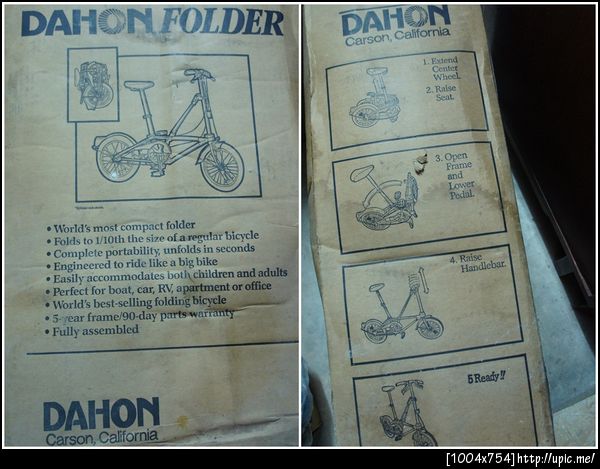 DAHON FOLDER
• World's most compact folder
• Folds to 1/10th the size of a regular bicycle
• Complete portability, unfolds in seconds
• Engineered to ride like a big bike
• Easily accommodates both children and adults
• Perfect for boat, car, RV, apartment or office
• World's best-selling folding bicycle
• 5-year frame/90-day parts warranty
• Fully assembled
DAHON
Carson, California
DAHON
Carson, California
1. Extend
Center
Wheel.
2. Raise
Seat.
3. Open
Frame
and
Lower
Pedal.
4. Raise
Handlebar.
5 Ready!!
[1004x754]http://upic.me/